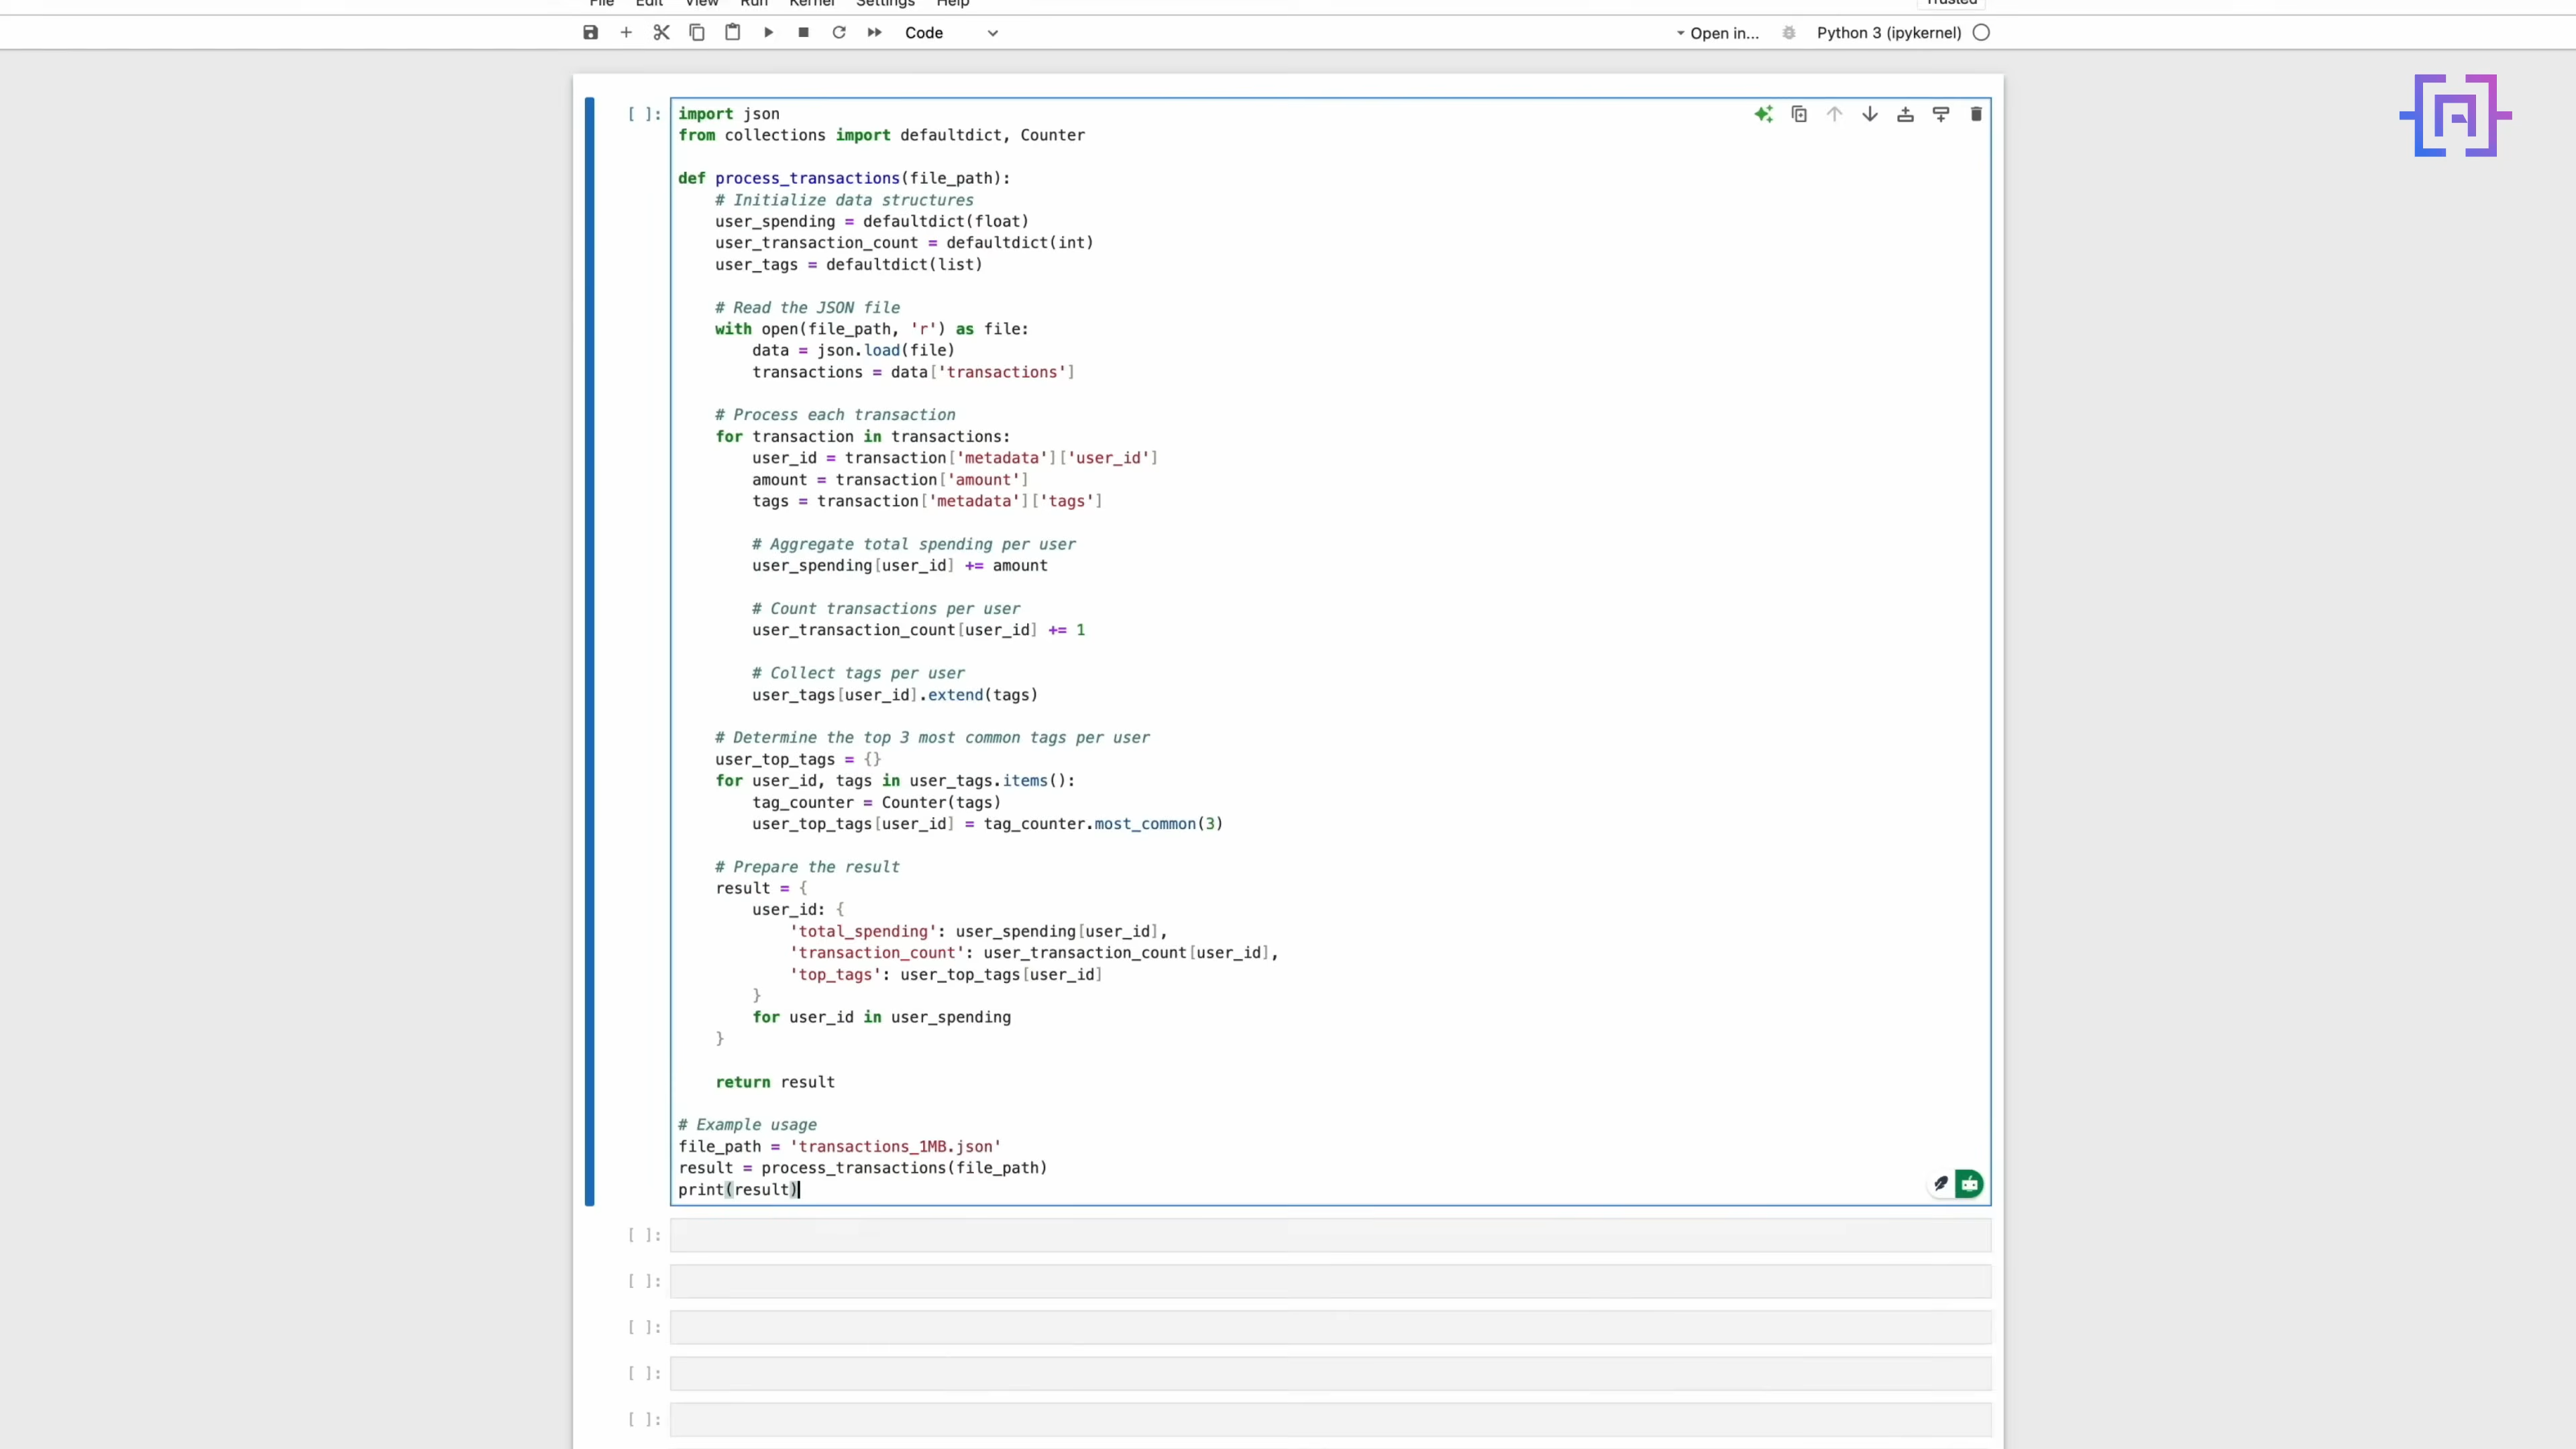 File Edit View Run Kernel Settings Help Trusted
Code Open in... Python 3 (ipykernel)
[ ]:
import json
from collections import defaultdict, Counter

def process_transactions(file_path):
    # Initialize data structures
    user_spending = defaultdict(float)
    user_transaction_count = defaultdict(int)
    user_tags = defaultdict(list)

    # Read the JSON file
    with open(file_path, 'r') as file:
        data = json.load(file)
        transactions = data['transactions']

    # Process each transaction
    for transaction in transactions:
        user_id = transaction['metadata']['user_id']
        amount = transaction['amount']
        tags = transaction['metadata']['tags']

        # Aggregate total spending per user
        user_spending[user_id] += amount

        # Count transactions per user
        user_transaction_count[user_id] += 1

        # Collect tags per user
        user_tags[user_id].extend(tags)

    # Determine the top 3 most common tags per user
    user_top_tags = {}
    for user_id, tags in user_tags.items():
        tag_counter = Counter(tags)
        user_top_tags[user_id] = tag_counter.most_common(3)

    # Prepare the result
    result = {
        user_id: {
            'total_spending': user_spending[user_id],
            'transaction_count': user_transaction_count[user_id],
            'top_tags': user_top_tags[user_id]
        }
        for user_id in user_spending
    }

    return result

# Example usage
file_path = 'transactions_1MB.json'
result = process_transactions(file_path)
print(result)
[ ]:
[ ]:
[ ]:
[ ]:
[ ]: